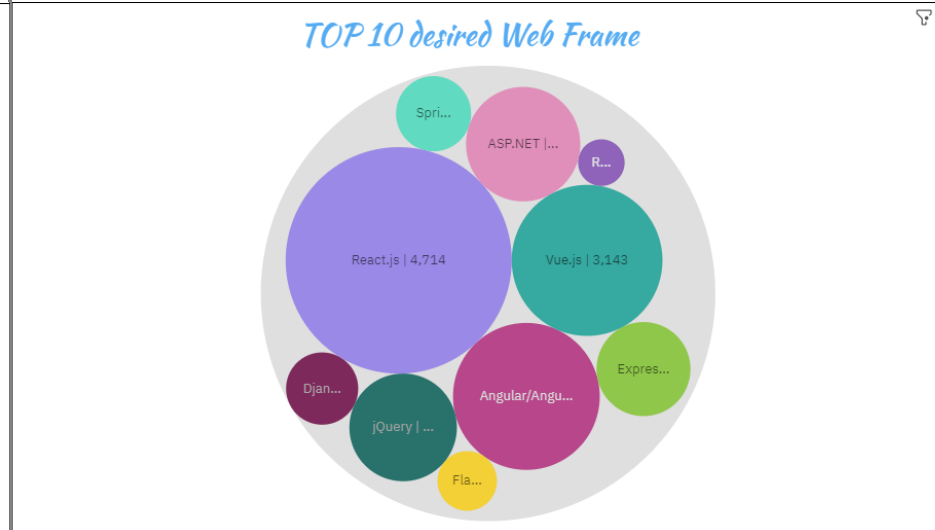 TOP 10 desired Web Frame
Spri...
ASP.NET |...
R...
React.js | 4,714
Vue.js | 3,143
Expres...
Djan...
Angular/Angu...
jQuery | ...
Fla...